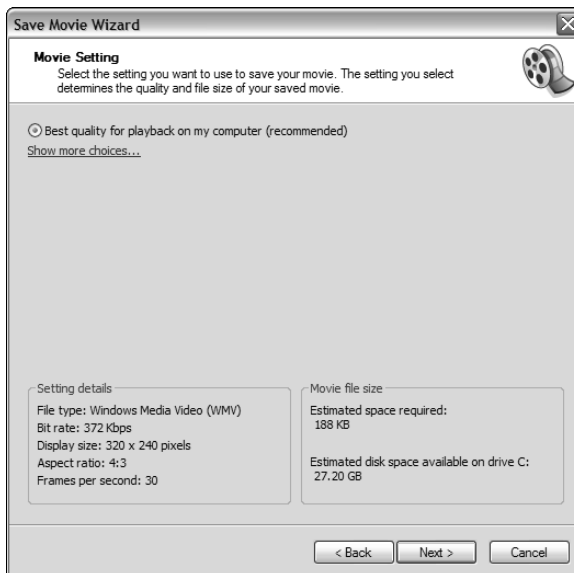 Save Movie Wizard
Movie Setting
Select the setting you want to use to save your movie. The setting you select
determines the quality and file size of your saved movie.
Best quality for playback on my computer (recommended)
Show more choices...
Setting details
File type: Windows Media Video (WMV)
Bit rate: 372 Kbps
Display size: 320 x 240 pixels
Aspect ratio: 4:3
Frames per second: 30
Movie file size
Estimated space required:
188 KB
Estimated disk space available on drive C:
27.20 GB
< Back
Next >
Cancel